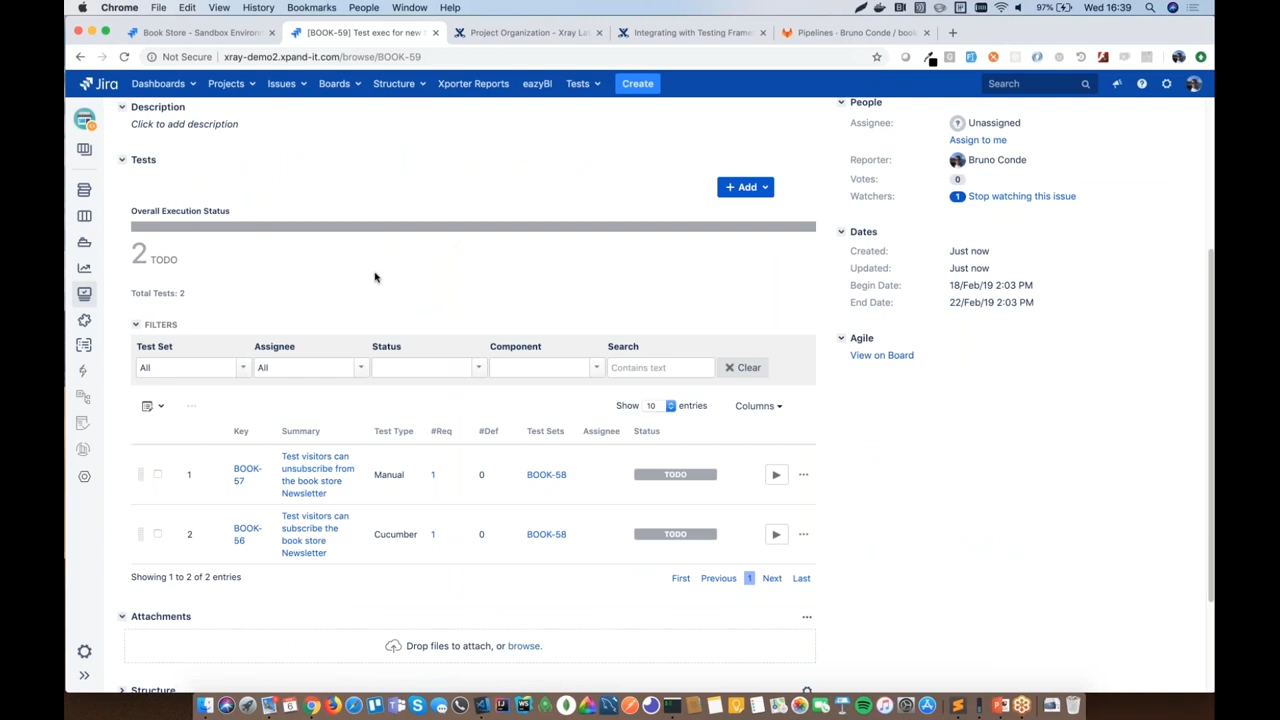 Chrome File Edit View History Bookmarks People Window Help 97% Wed 16:39
Book Store - Sandbox Environ
[BOOK-59] Test exec for new
Project Organization - Xray La
Integrating with Testing Frame
Pipelines · Bruno Conde / book
Not Secure xray-demo2.xpand-it.com/browse/BOOK-59
Jira Dashboards Projects Issues Boards Structure Xporter Reports eazyBI Tests Create Search
Description
Click to add description
Tests
+ Add
Overall Execution Status
2 TODO
Total Tests: 2
FILTERS
Test Set Assignee Status Component Search
All All Contains text Clear
Show 10 entries Columns
Key Summary Test Type #Req #Def Test Sets Assignee Status
1 BOOK-57 Test visitors can unsubscribe from the book store Newsletter Manual 1 0 BOOK-58 TODO
2 BOOK-56 Test visitors can subscribe the book store Newsletter Cucumber 1 0 BOOK-58 TODO
Showing 1 to 2 of 2 entries First Previous 1 Next Last
Attachments
Drop files to attach, or browse.
Structure
People
Assignee: Unassigned
Assign to me
Reporter: Bruno Conde
Votes: 0
Watchers: 1 Stop watching this issue
Dates
Created: Just now
Updated: Just now
Begin Date: 18/Feb/19 2:03 PM
End Date: 22/Feb/19 2:03 PM
Agile
View on Board